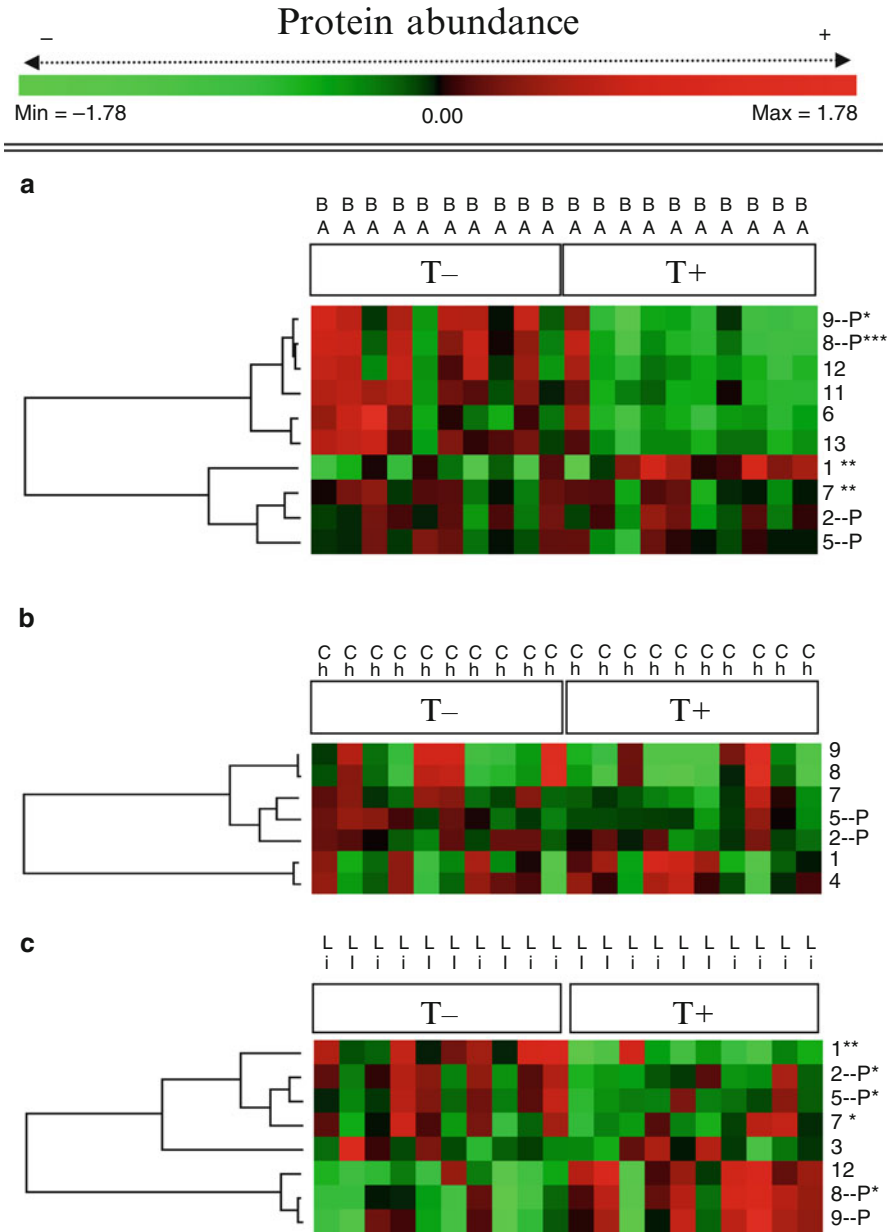 Protein abundance
– +
Min = –1.78 0.00 Max = 1.78
a
B B B B B B B B B B B B B B B B B B B B
A A A A A A A A A A A A A A A A A A A A
T– T+
9--P*
8--P***
12
11
6
13
1 **
7 **
2--P
5--P
b
C C C C C C C C C C C C C C C C C C C C
h h h h h h h h h h h h h h h h h h h h
T– T+
9
8
7
5--P
2--P
1
4
c
L L L L L L L L L L L L L L L L L L L L
i I i i I I i I i i I I i i I I i i i i
T– T+
1**
2--P*
5--P*
7 *
3
12
8--P*
9--P